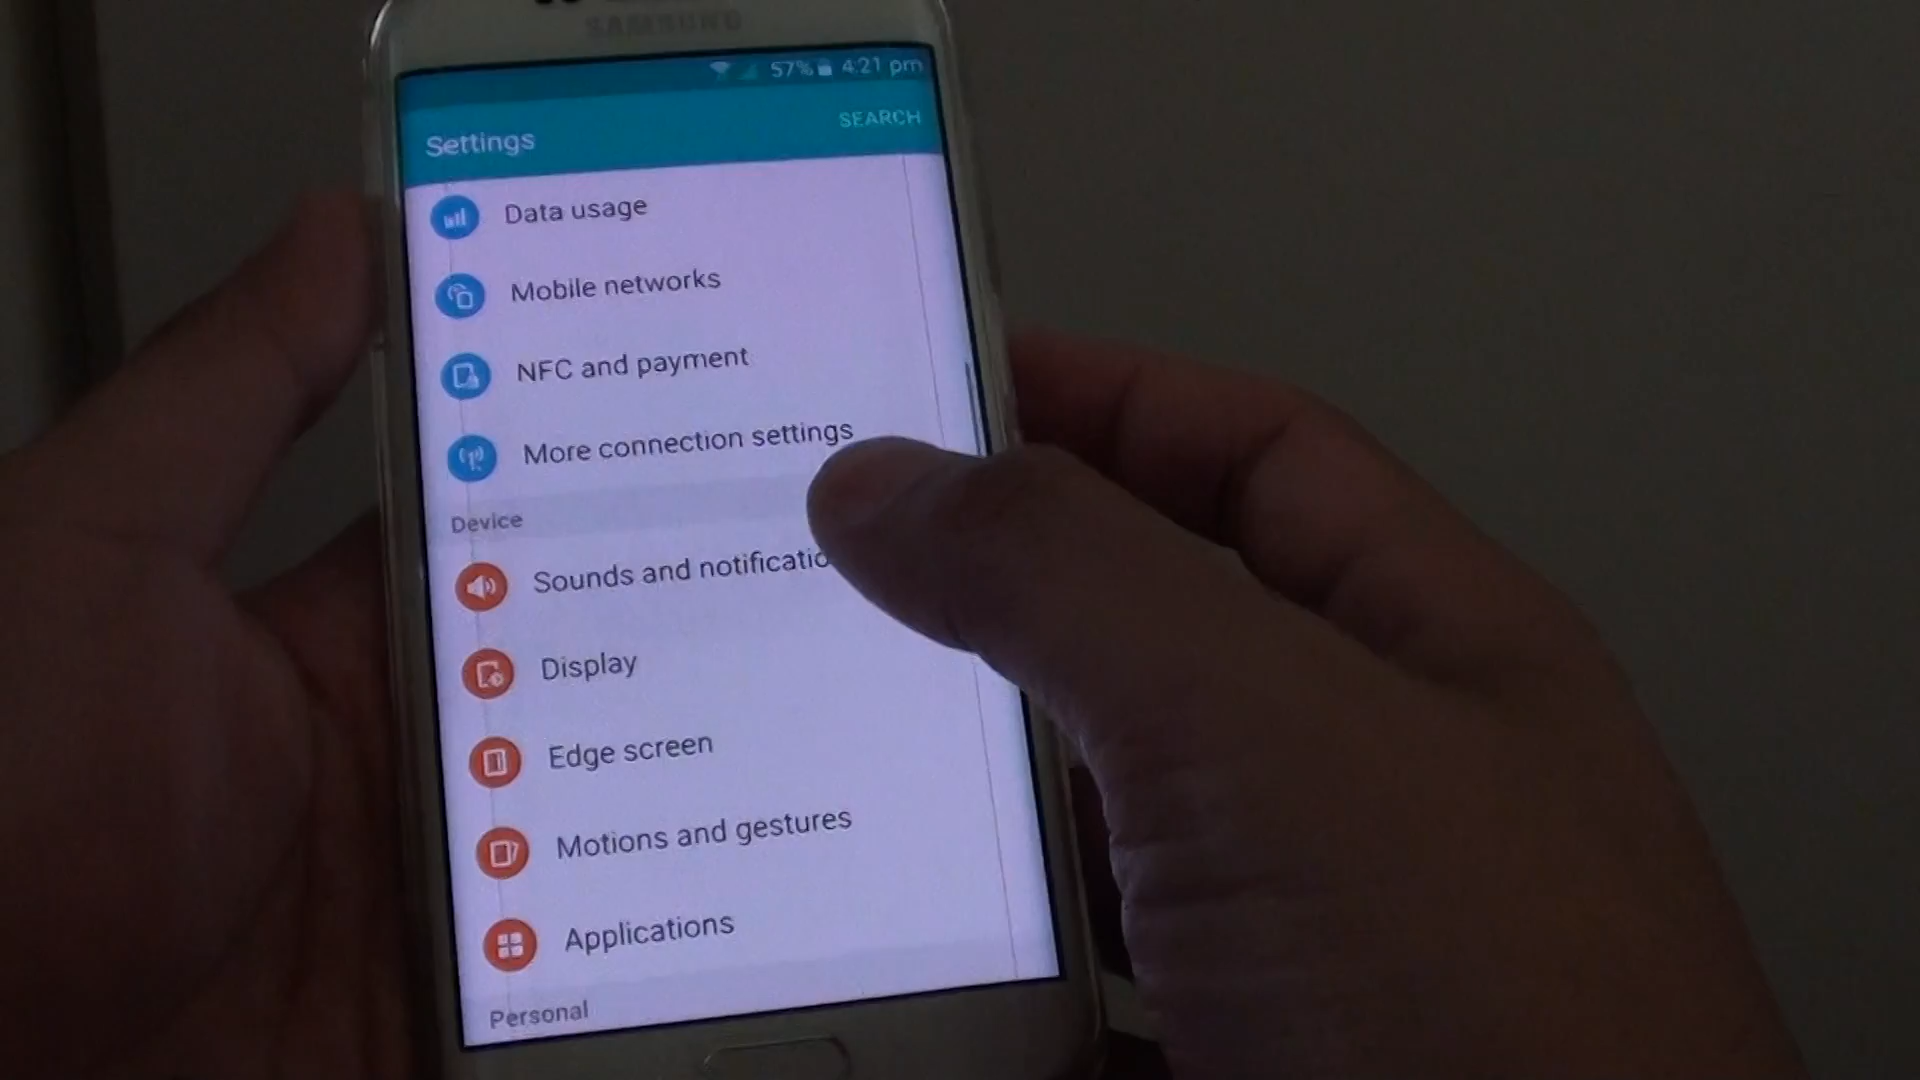 SAMSUNG
57% 4:21 pm
Settings
SEARCH
Data usage
Mobile networks
NFC and payment
More connection settings
Device
Sounds and notificatio
Display
Edge screen
Motions and gestures
Applications
Personal